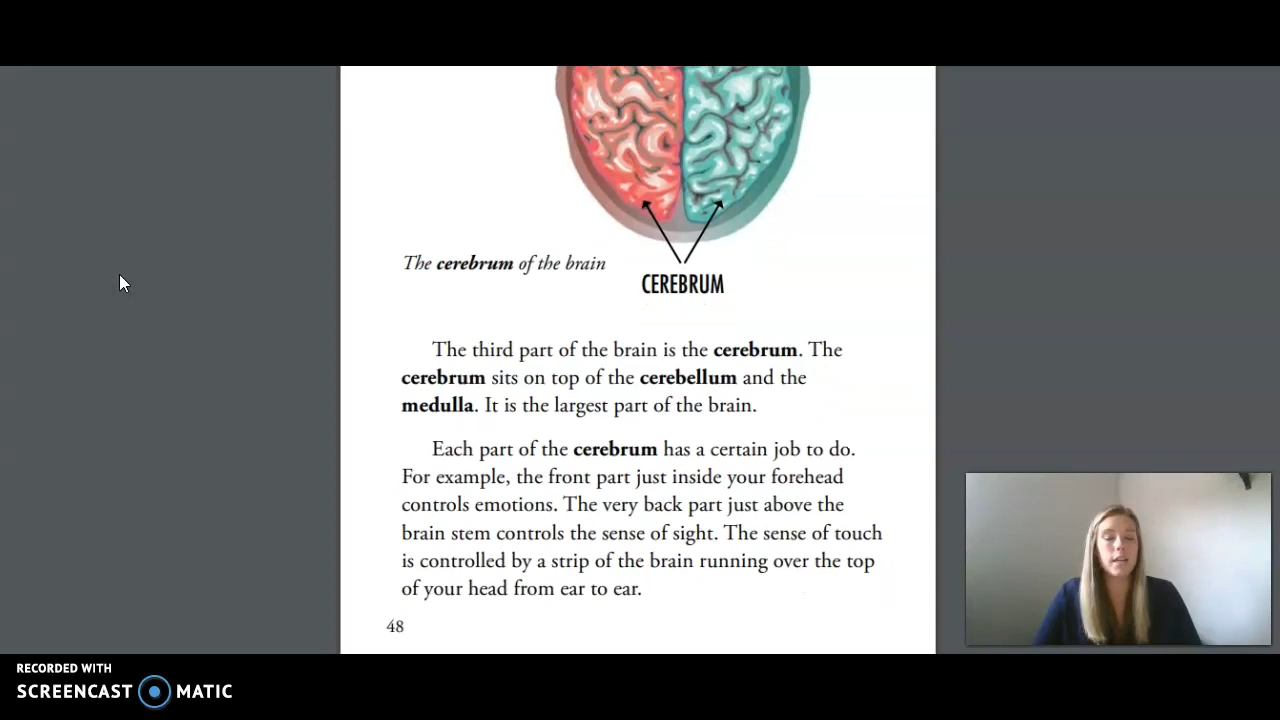 The cerebrum of the brain
CEREBRUM
The third part of the brain is the cerebrum. The
cerebrum sits on top of the cerebellum and the
medulla. It is the largest part of the brain.
Each part of the cerebrum has a certain job to do.
For example, the front part just inside your forehead
controls emotions. The very back part just above the
brain stem controls the sense of sight. The sense of touch
is controlled by a strip of the brain running over the top
of your head from ear to ear.
48
RECORDED WITH
SCREENCAST MATIC